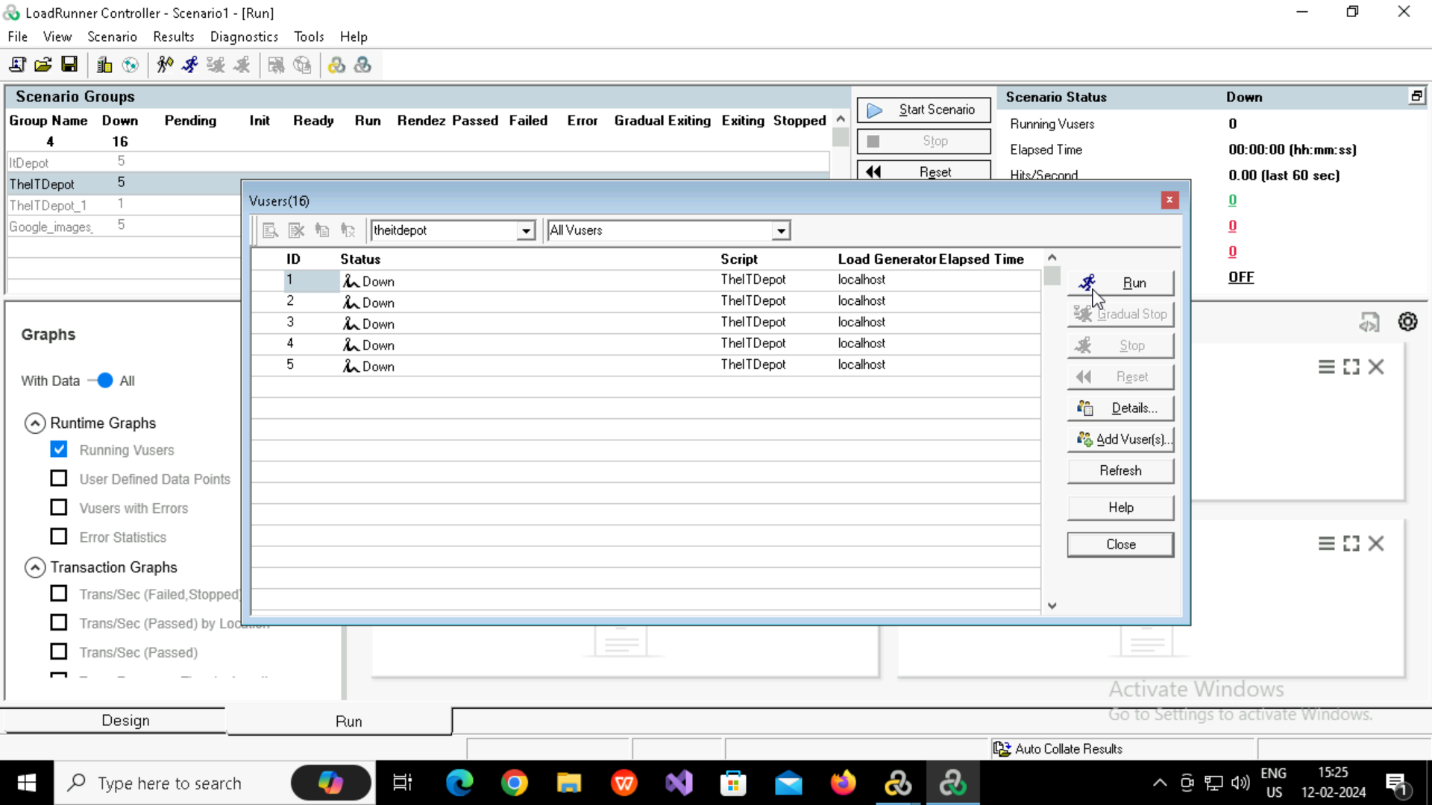 LoadRunner Controller - Scenario1 - [Run]
File View Scenario Results Diagnostics Tools Help
Scenario Groups
Group Name Down Pending Init Ready Run Rendez Passed Failed Error Gradual Exiting Exiting Stopped
4 16
ItDepot 5
TheITDepot 5
TheITDepot_1 1
Google_images_ 5
Start Scenario
Stop
Reset
Scenario Status Down
Running Vusers 0
Elapsed Time 00:00:00 (hh:mm:ss)
Hits/Second 0.00 (last 60 sec)
0
0
0
OFF
Vusers(16)
theitdepot All Vusers
ID Status Script Load Generator Elapsed Time
1 Down TheITDepot localhost
2 Down TheITDepot localhost
3 Down TheITDepot localhost
4 Down TheITDepot localhost
5 Down TheITDepot localhost
Run
Gradual Stop
Stop
Reset
Details...
Add Vuser(s)...
Refresh
Help
Close
Graphs
With Data All
Runtime Graphs
Running Vusers
User Defined Data Points
Vusers with Errors
Error Statistics
Transaction Graphs
Trans/Sec (Failed,Stopped)
Trans/Sec (Passed) by Location
Trans/Sec (Passed)
Activate Windows
Go to Settings to activate Windows.
Design Run
Auto Collate Results
Type here to search
ENG
US
15:25
12-02-2024
1